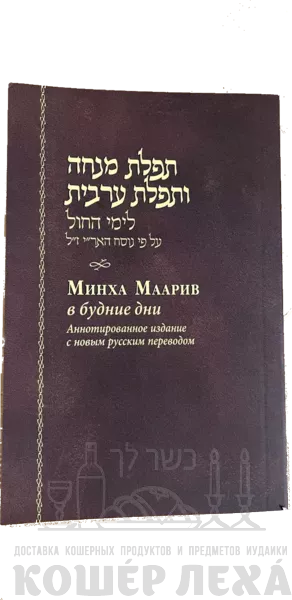 תפלת מנחה
ותפלת ערבית
לימי החול
על פי נוסח האר״י ז״ל
Минха Маарив
в будние дни
Аннотированное издание
с новым русским переводом
כשר לך
ДОСТАВКА КОШЕРНЫХ ПРОДУКТОВ И ПРЕДМЕТОВ ИУДАИКИ
КОШЕ́Р ЛЕХА́